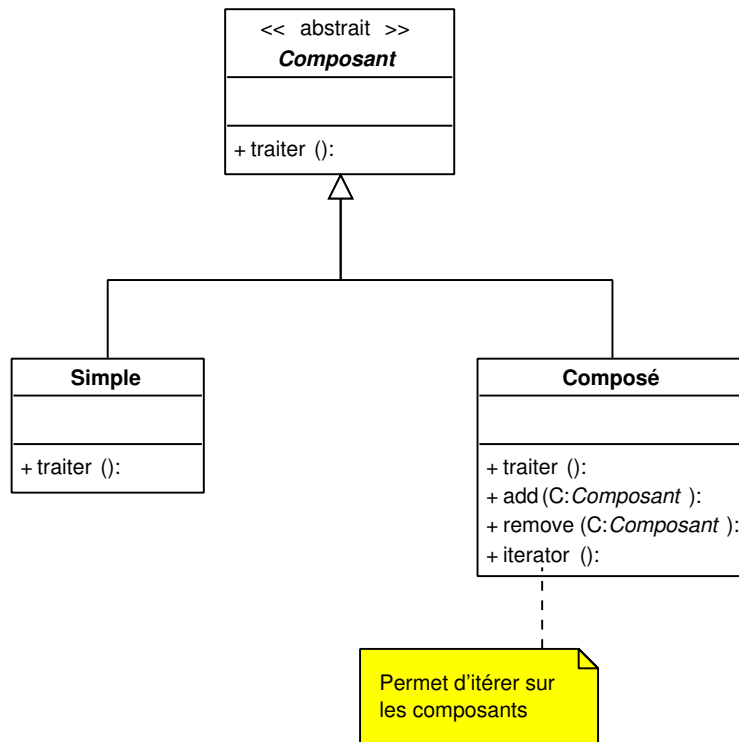 << abstrait >>
Composant
+ traiter ():
Simple
+ traiter ():
Composé
+ traiter ():
+ add (C:Composant ):
+ remove (C:Composant ):
+ iterator ():
Permet d'itérer sur
les composants